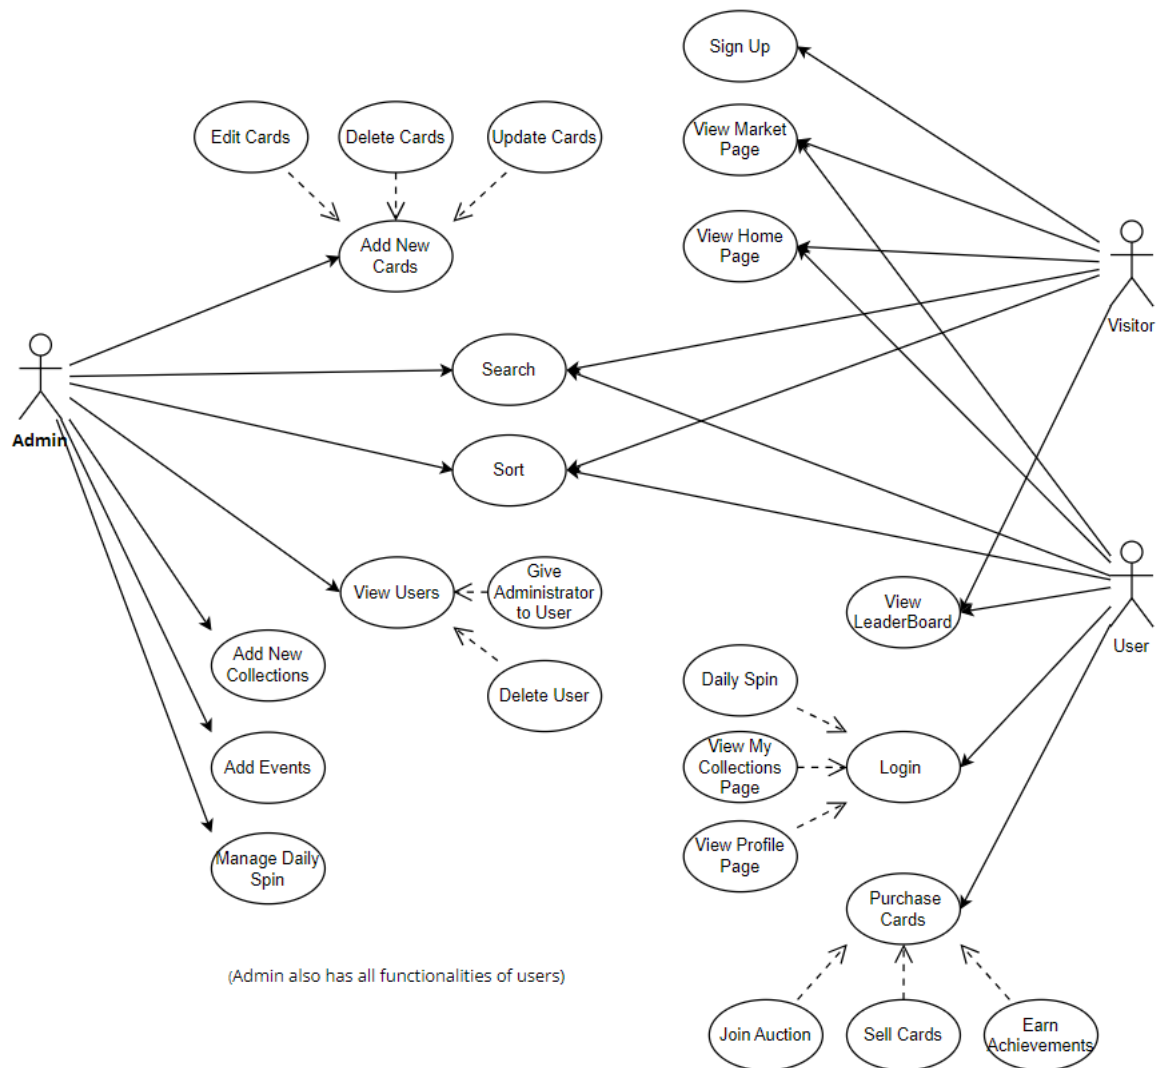 Sign Up
Edit Cards
Delete Cards
Update Cards
View Market
Page
Add New
Cards
View Home
Page
Visitor
Admin
Search
Sort
View Users
Give
Administrator
to User
View
LeaderBoard
User
Add New
Collections
Delete User
Daily Spin
Add Events
View My
Collections
Page
Login
Manage Daily
Spin
View Profile
Page
Purchase
Cards
(Admin also has all functionalities of users)
Join Auction
Sell Cards
Earn
Achievements